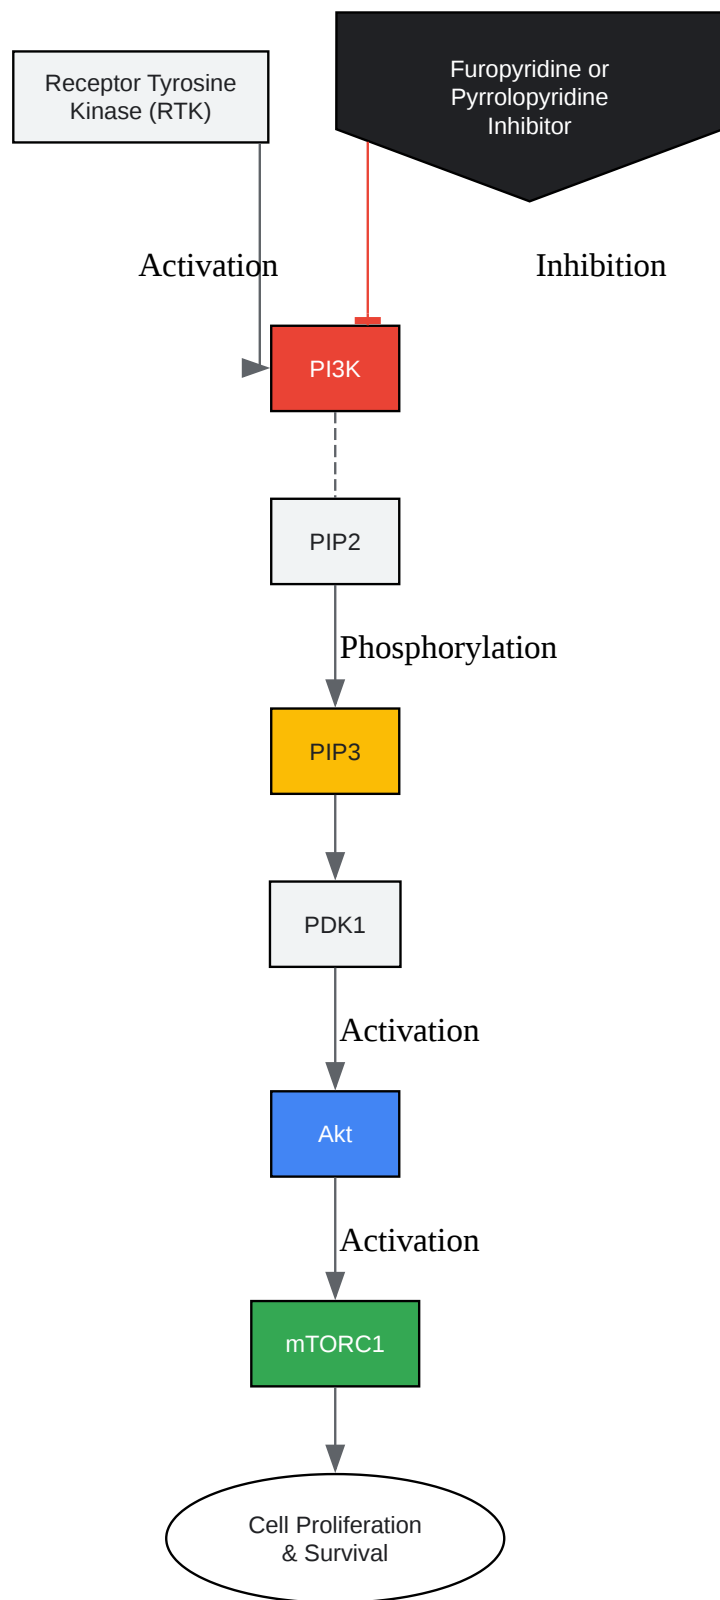 Receptor Tyrosine
Kinase (RTK)
Furopyridine or
Pyrrolopyridine
Inhibitor
Activation
Inhibition
PI3K
PIP2
Phosphorylation
PIP3
PDK1
Activation
Akt
Activation
mTORC1
Cell Proliferation
& Survival